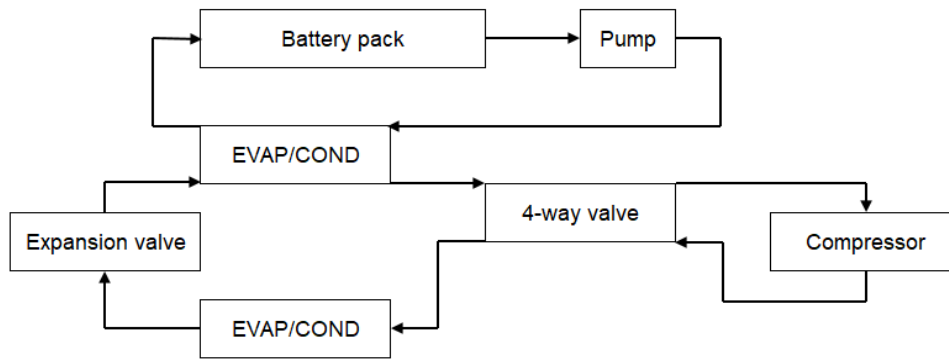 Battery pack
Pump
EVAP/COND
4-way valve
Expansion valve
Compressor
EVAP/COND